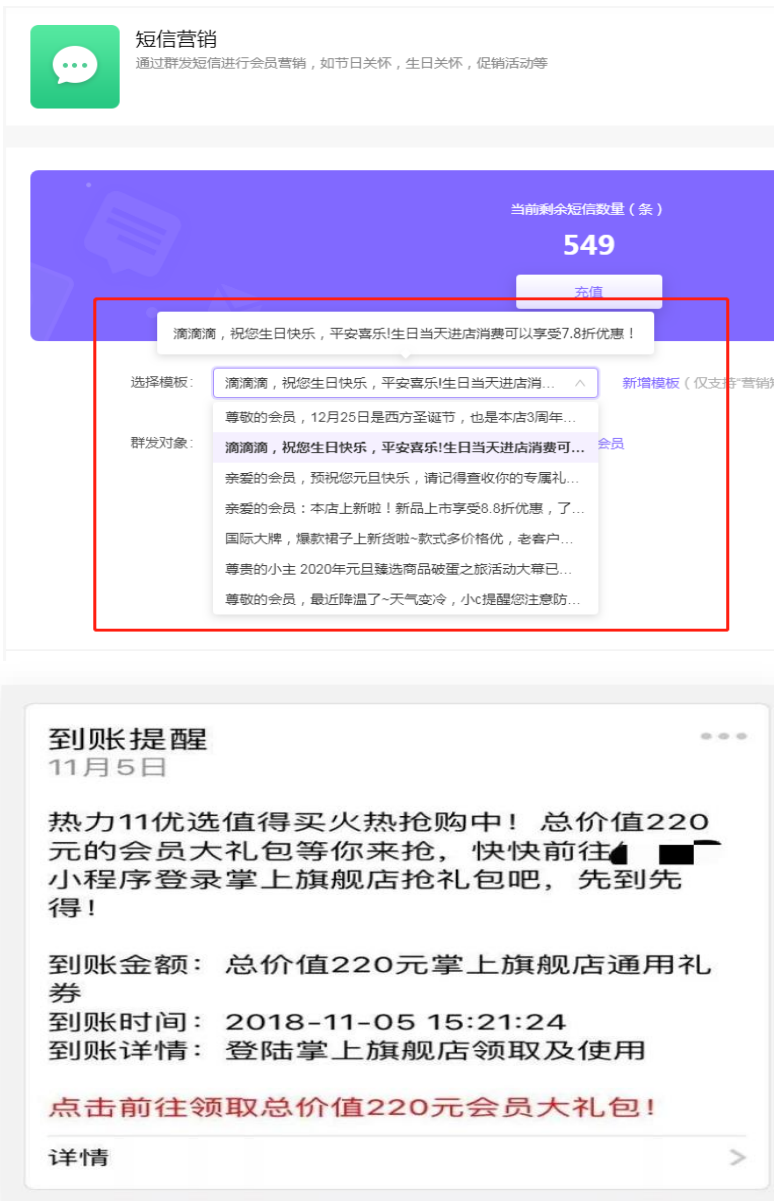 短信营销
通过群发短信进行会员营销，如节日关怀，生日关怀，促销活动等
当前剩余短信数量（条）
549
充值
滴滴滴，祝您生日快乐，平安喜乐!生日当天进店消费可以享受7.8折优惠！
选择模板： 滴滴滴，祝您生日快乐，平安喜乐!生日当天进店消... 新增模板（仅支持“营销
尊敬的会员，12月25日是西方圣诞节，也是本店3周年...
群发对象： 滴滴滴，祝您生日快乐，平安喜乐!生日当天进店消费可... 会员
亲爱的会员，预祝您元旦快乐，请记得查收你的专属礼...
亲爱的会员：本店上新啦！新品上市享受8.8折优惠，了...
国际大牌，爆款裙子上新货啦~款式多价格优，老客户...
尊贵的小主 2020年元旦臻选商品破蛋之旅活动大幕已...
尊敬的会员，最近降温了~天气变冷，小c提醒您注意防...
到账提醒
11月5日
热力11优选值得买火热抢购中！总价值220
元的会员大礼包等你来抢，快快前往
小程序登录掌上旗舰店抢礼包吧，先到先
得！
到账金额：总价值220元掌上旗舰店通用礼
券
到账时间：2018-11-05 15:21:24
到账详情：登陆掌上旗舰店领取及使用
点击前往领取总价值220元会员大礼包！
详情